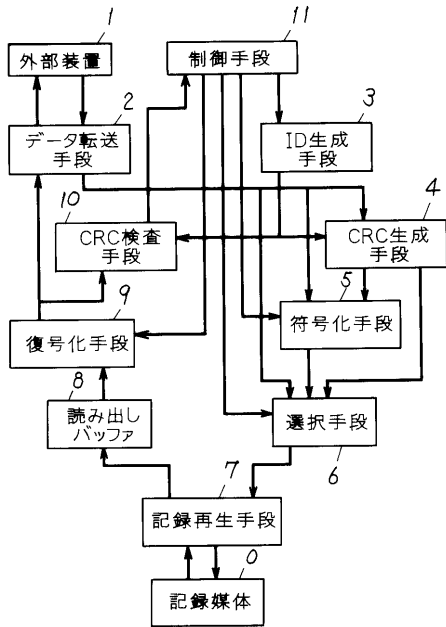 1
外部装置
11
制御手段
2
データ転送
手段
3
ID生成
手段
10
CRC検査
手段
4
CRC生成
手段
9
復号化手段
5
符号化手段
8
読み出し
バッファ
選択手段
6
7
記録再生手段
0
記録媒体